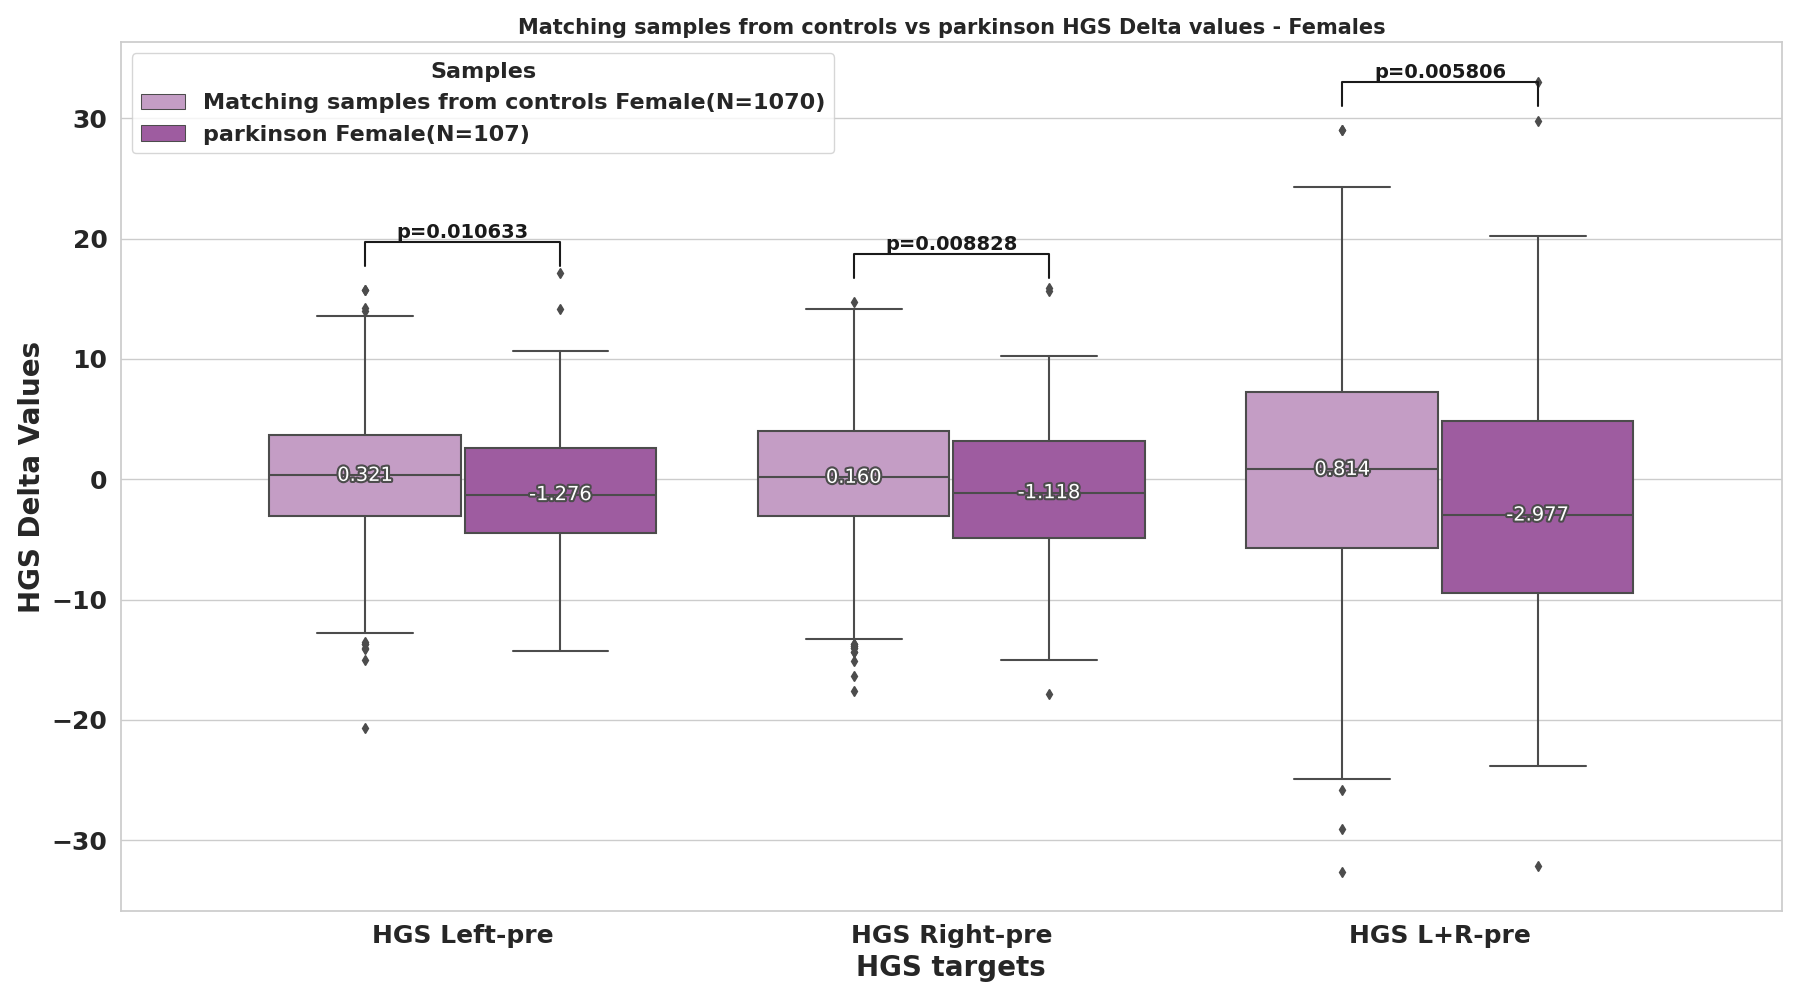 Matching samples from controls vs parkinson HGS Delta values - Females
Samples
Matching samples from controls Female(N=1070)
parkinson Female(N=107)
p=0.005806
p=0.010633
p=0.008828
30
20
10
0
−10
−20
−30
HGS Delta Values
0.321
-1.276
0.160
-1.118
0.814
-2.977
HGS Left-pre
HGS Right-pre
HGS L+R-pre
HGS targets